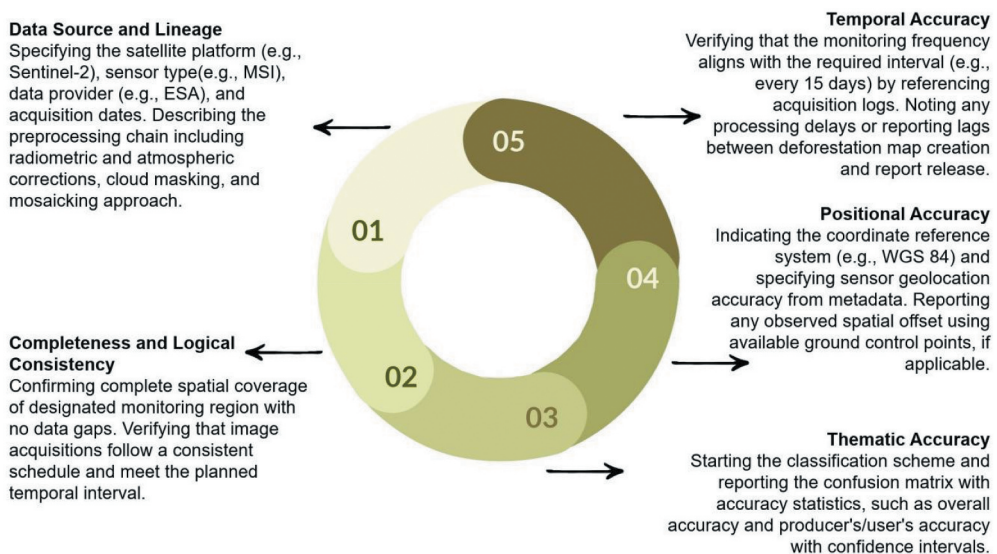 Data Source and Lineage
Specifying the satellite platform (e.g.,
Sentinel-2), sensor type(e.g., MSI),
data provider (e.g., ESA), and
acquisition dates. Describing the
preprocessing chain including
radiometric and atmospheric
corrections, cloud masking, and
mosaicking approach.
Completeness and Logical
Consistency
Confirming complete spatial coverage
of designated monitoring region with
no data gaps. Verifying that image
acquisitions follow a consistent
schedule and meet the planned
temporal interval.
05
01
04
02
03
Temporal Accuracy
Verifying that the monitoring frequency
aligns with the required interval (e.g.,
every 15 days) by referencing
acquisition logs. Noting any
processing delays or reporting lags
between deforestation map creation
and report release.
Positional Accuracy
Indicating the coordinate reference
system (e.g., WGS 84) and
specifying sensor geolocation
accuracy from metadata. Reporting
any observed spatial offset using
available ground control points, if
applicable.
Thematic Accuracy
Starting the classification scheme and
reporting the confusion matrix with
accuracy statistics, such as overall
accuracy and producer's/user's accuracy
with confidence intervals.